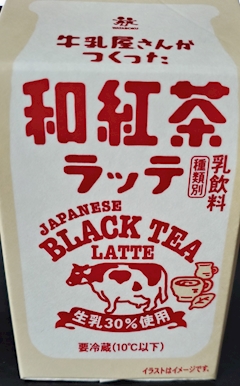 牛乳屋さんが
つくった
和紅茶
ラッテ
種類別
乳飲料
JAPANESE
BLACK TEA
LATTE
生乳30%使用
要冷蔵(10℃以下)
イラストはイメージです。